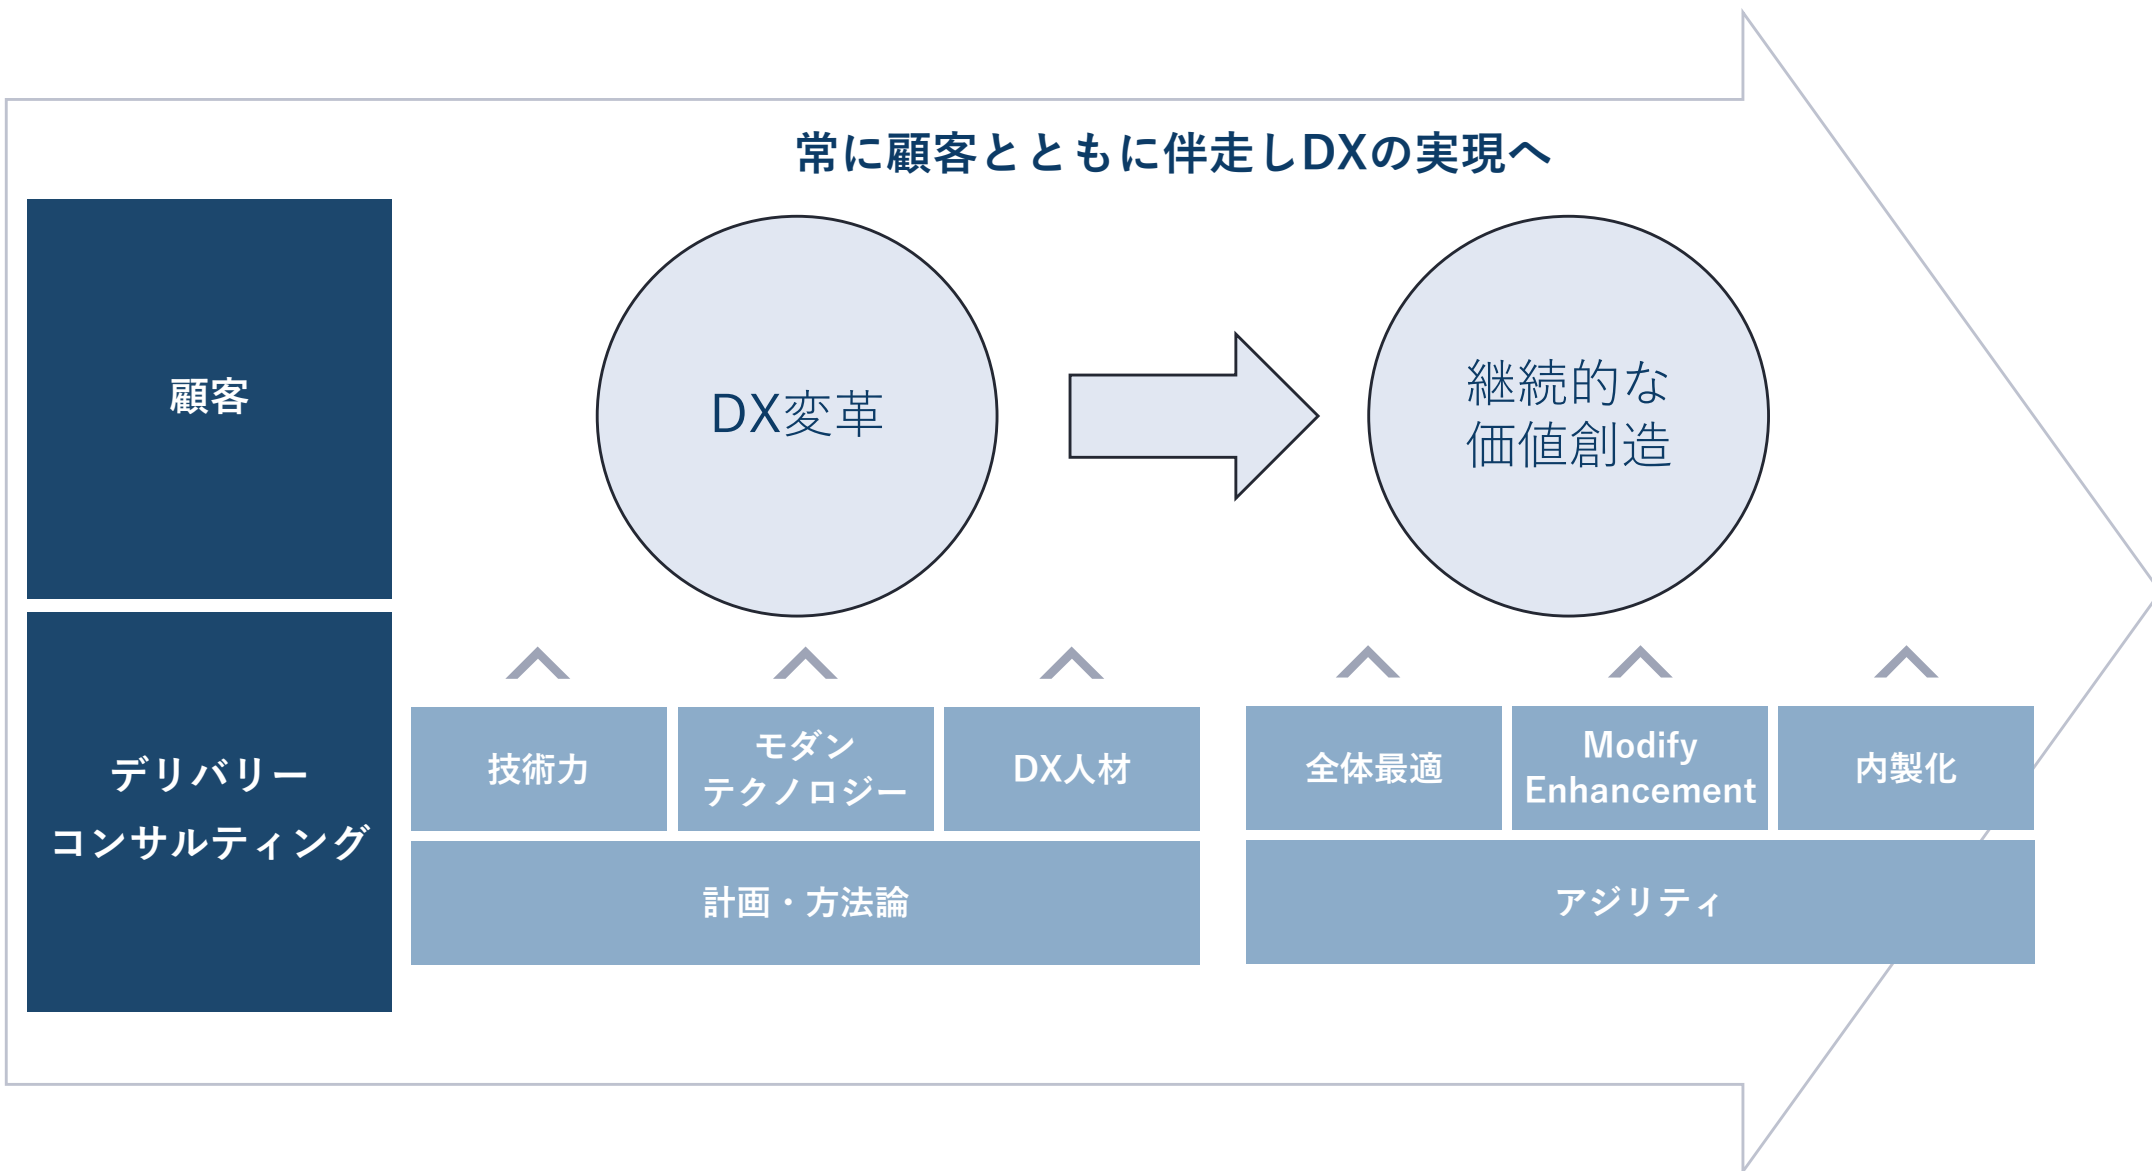 常に顧客とともに伴走しDXの実現へ
顧客
DX変革
継続的な
価値創造
デリバリー
コンサルティング
技術力
モダン
テクノロジー
DX人材
全体最適
Modify
Enhancement
内製化
計画・方法論
アジリティ